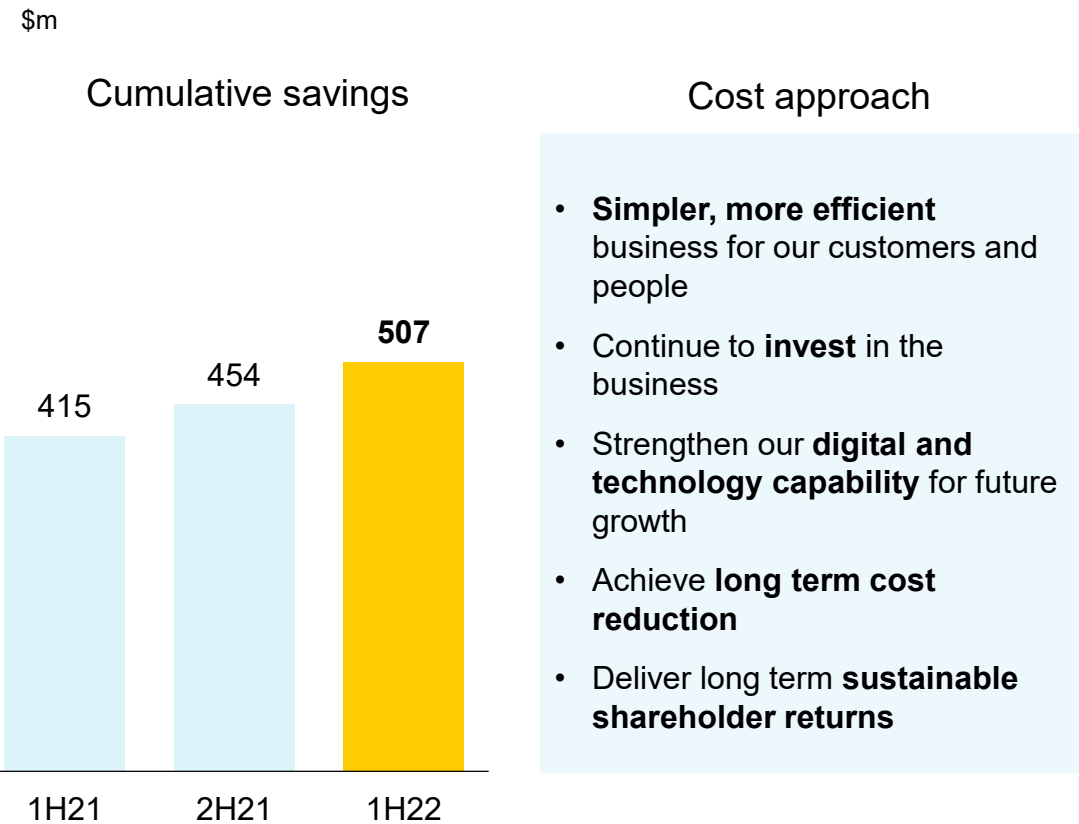 $m
Cumulative savings
415
454
507
1H21
2H21
1H22
Cost approach
• Simpler, more efficient
business for our customers and
people
• Continue to invest in the
business
• Strengthen our digital and
technology capability for future
growth
• Achieve long term cost
reduction
• Deliver long term sustainable
shareholder returns